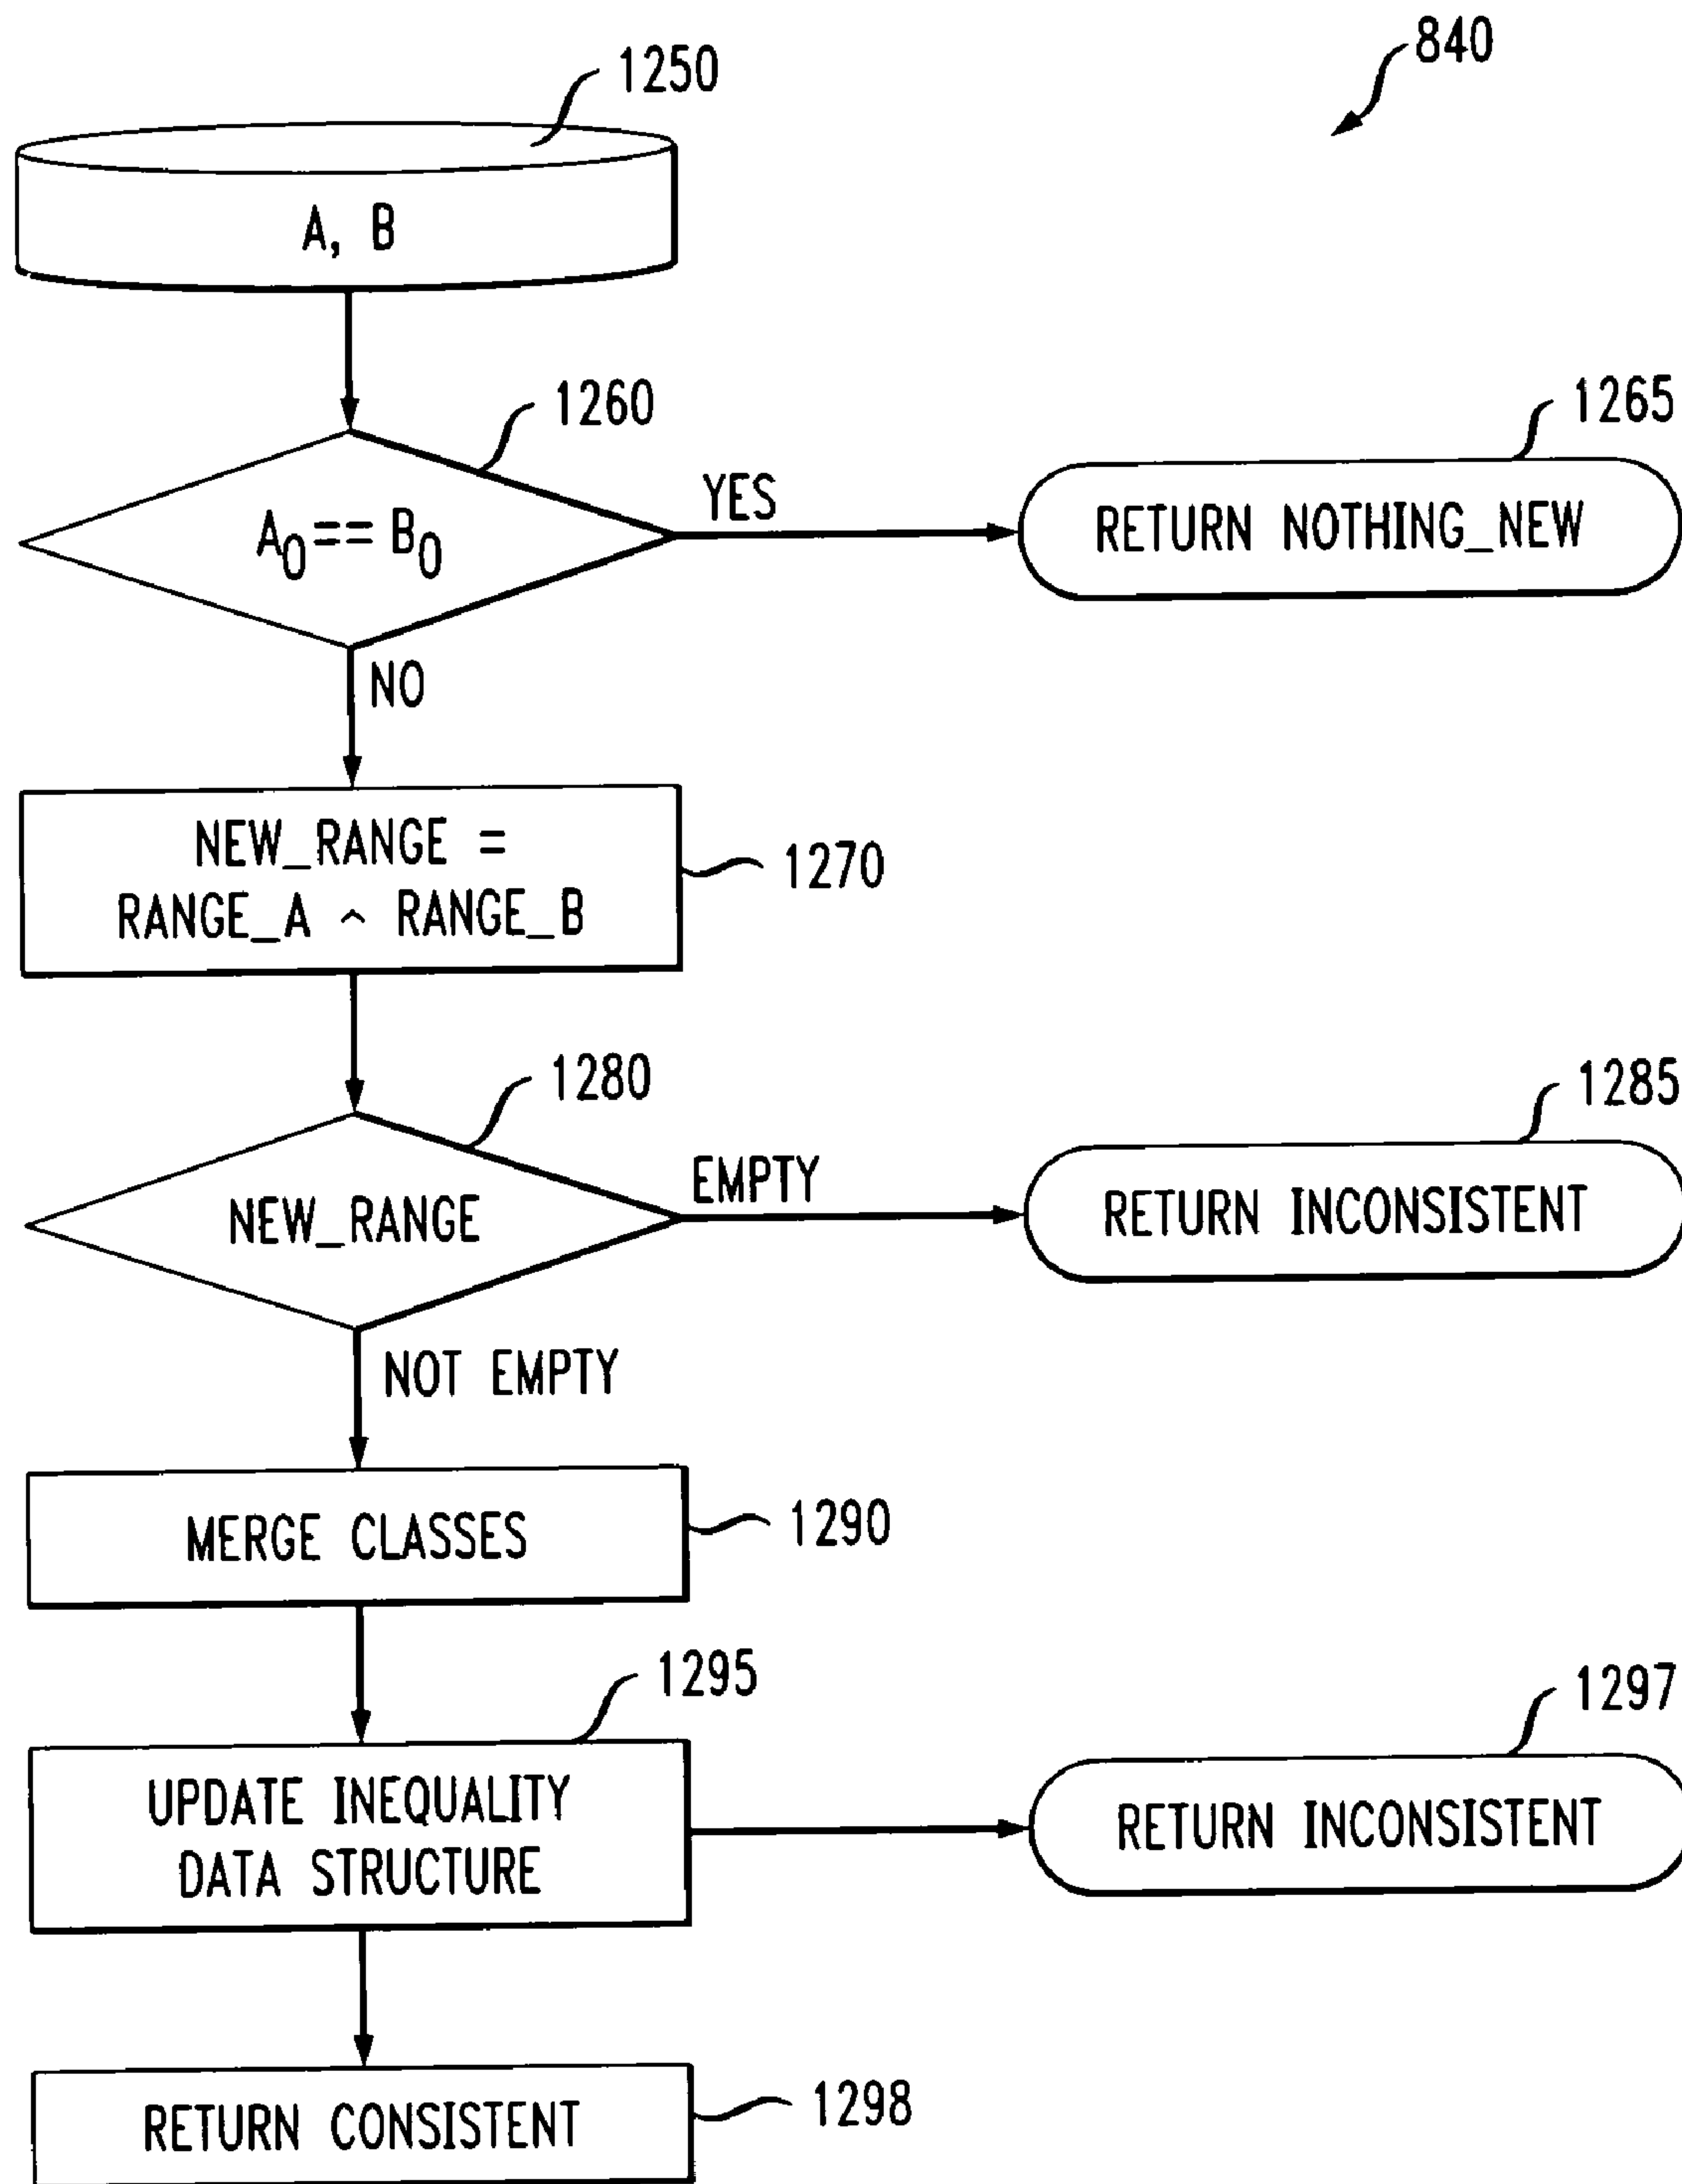 840
1250
A, B
1260
A0 == B0
YES
1265
RETURN NOTHING_NEW
NO
NEW_RANGE =
RANGE_A ^ RANGE_B
1270
1280
NEW_RANGE
EMPTY
1285
RETURN INCONSISTENT
NOT EMPTY
MERGE CLASSES
1290
1295
UPDATE INEQUALITY
DATA STRUCTURE
1297
RETURN INCONSISTENT
RETURN CONSISTENT
1298